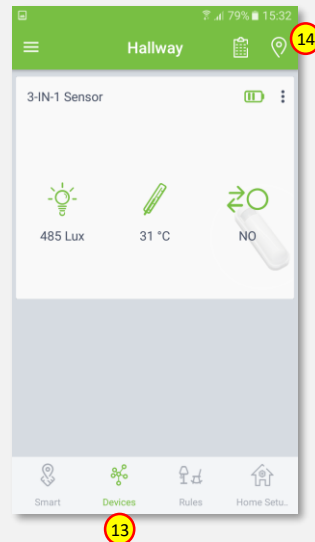 79% 15:32
Hallway
14
3-IN-1 Sensor
485 Lux
31 °C
NO
Smart
Devices
Rules
Home Setu..
13